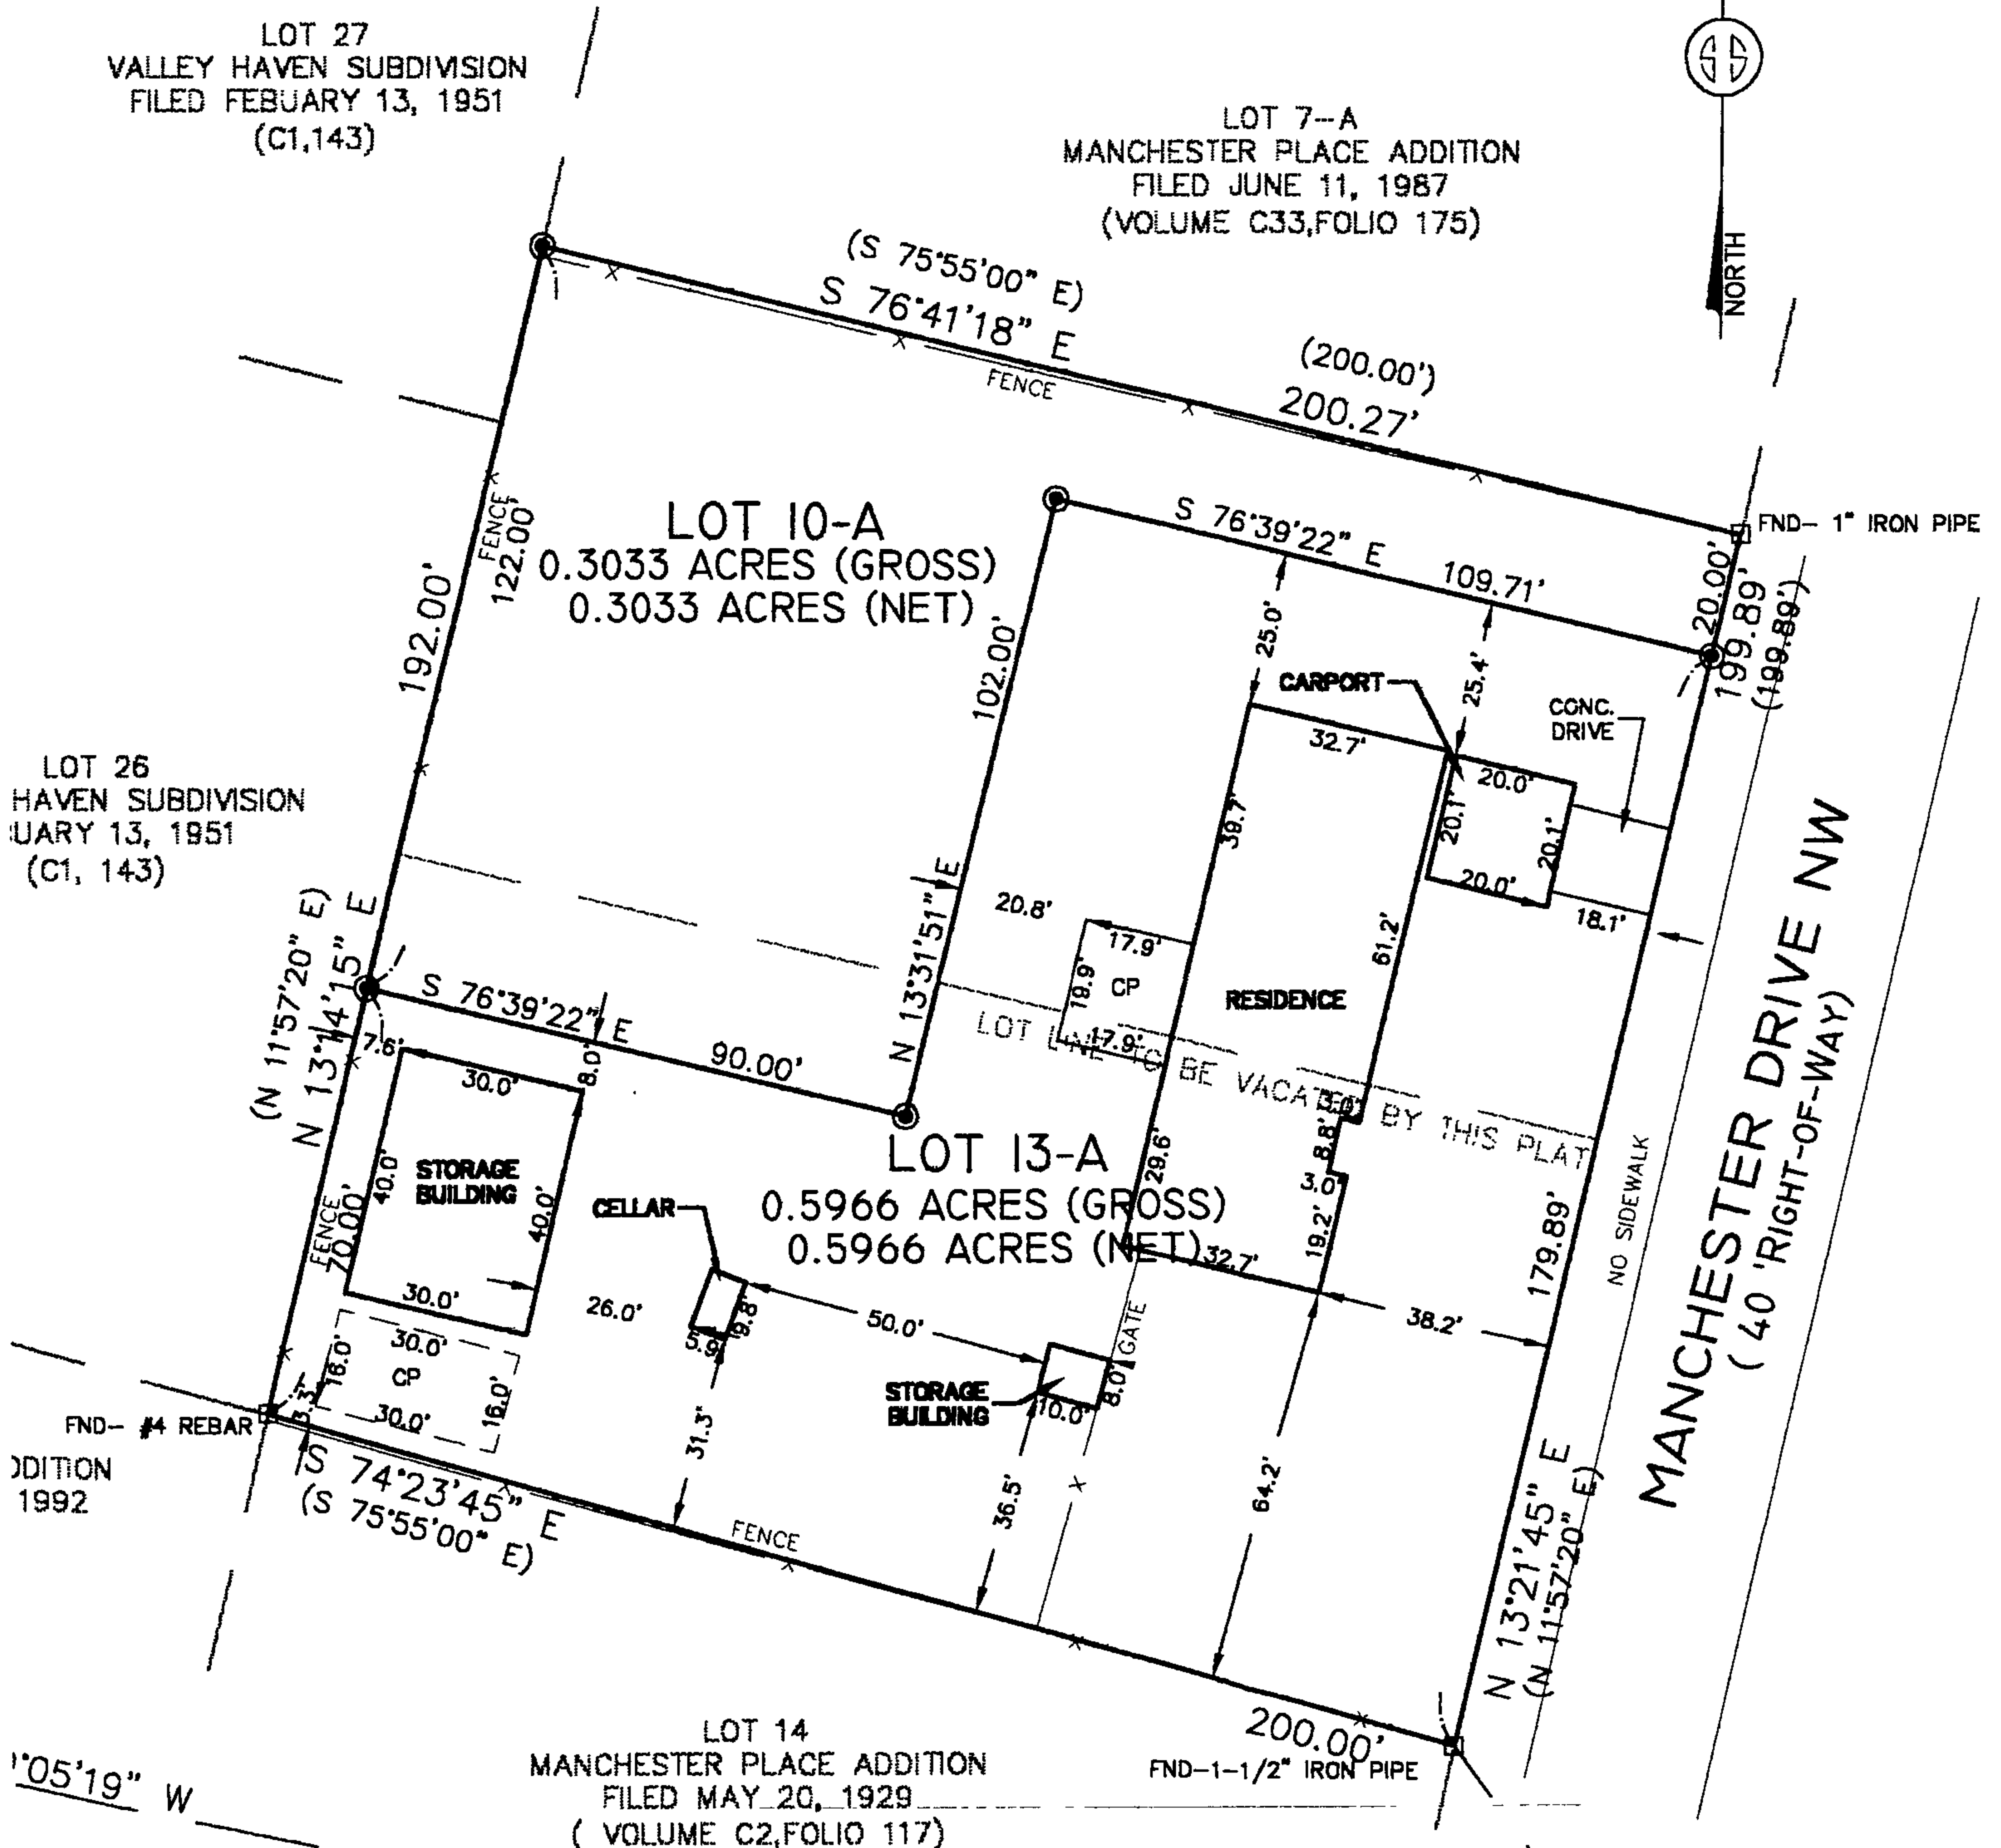 LOT 27
VALLEY HAVEN SUBDIVISION
FILED FEBUARY 13, 1951
(C1,143)
LOT 7-A
MANCHESTER PLACE ADDITION
FILED JUNE 11, 1987
(VOLUME C33,FOLIO 175)
NORTH
(S 75°55'00" E)
S 76°41'18" E
(200.00')
200.27'
FENCE
FND- 1" IRON PIPE
LOT 10-A
0.3033 ACRES (GROSS)
0.3033 ACRES (NET)
FENCE
122.00'
192.00'
S 76°39'22" E
109.71'
20.00'
199.89'
(199.89')
102.00'
25.0'
25.4'
CARPORT
CONC.
DRIVE
32.7'
20.0'
39.7'
20.1'
20.1'
20.0'
18.1'
LOT 26
HAVEN SUBDIVISION
UARY 13, 1951
(C1, 143)
N 13°31'51" E
20.8'
17.9'
19.9'
CP
17.9'
61.2'
RESIDENCE
LOT LINE TO BE VACATED BY THIS PLAT
(N 11°57'20" E)
N 13°14'15" E
S 76°39'22" E
90.00'
7.6'
30.0'
8.0'
40.0'
STORAGE
BUILDING
40.0'
FENCE
70.00'
30.0'
CELLAR
LOT 13-A
0.5966 ACRES (GROSS)
0.5966 ACRES (NET)
29.6'
3.0'
8.8'
3.0'
19.2'
32.7'
179.89'
NO SIDEWALK
MANCHESTER DRIVE NW
( 40 'RIGHT-OF-WAY)
26.0'
5.9'
9.8'
50.0'
GATE
38.2'
30.0'
16.0'
CP
16.0'
30.0'
3.3'
STORAGE
BUILDING
10.0'
8.0'
31.3'
36.5'
64.2'
FND- #4 REBAR
DDITION
1992
S 74°23'45" E
(S 75°55'00" E)
FENCE
N 13°21'45" E
(N 11°57'20" E)
200.00'
FND-1-1/2" IRON PIPE
LOT 14
MANCHESTER PLACE ADDITION
FILED MAY 20, 1929
( VOLUME C2,FOLIO 117)
°05'19" W